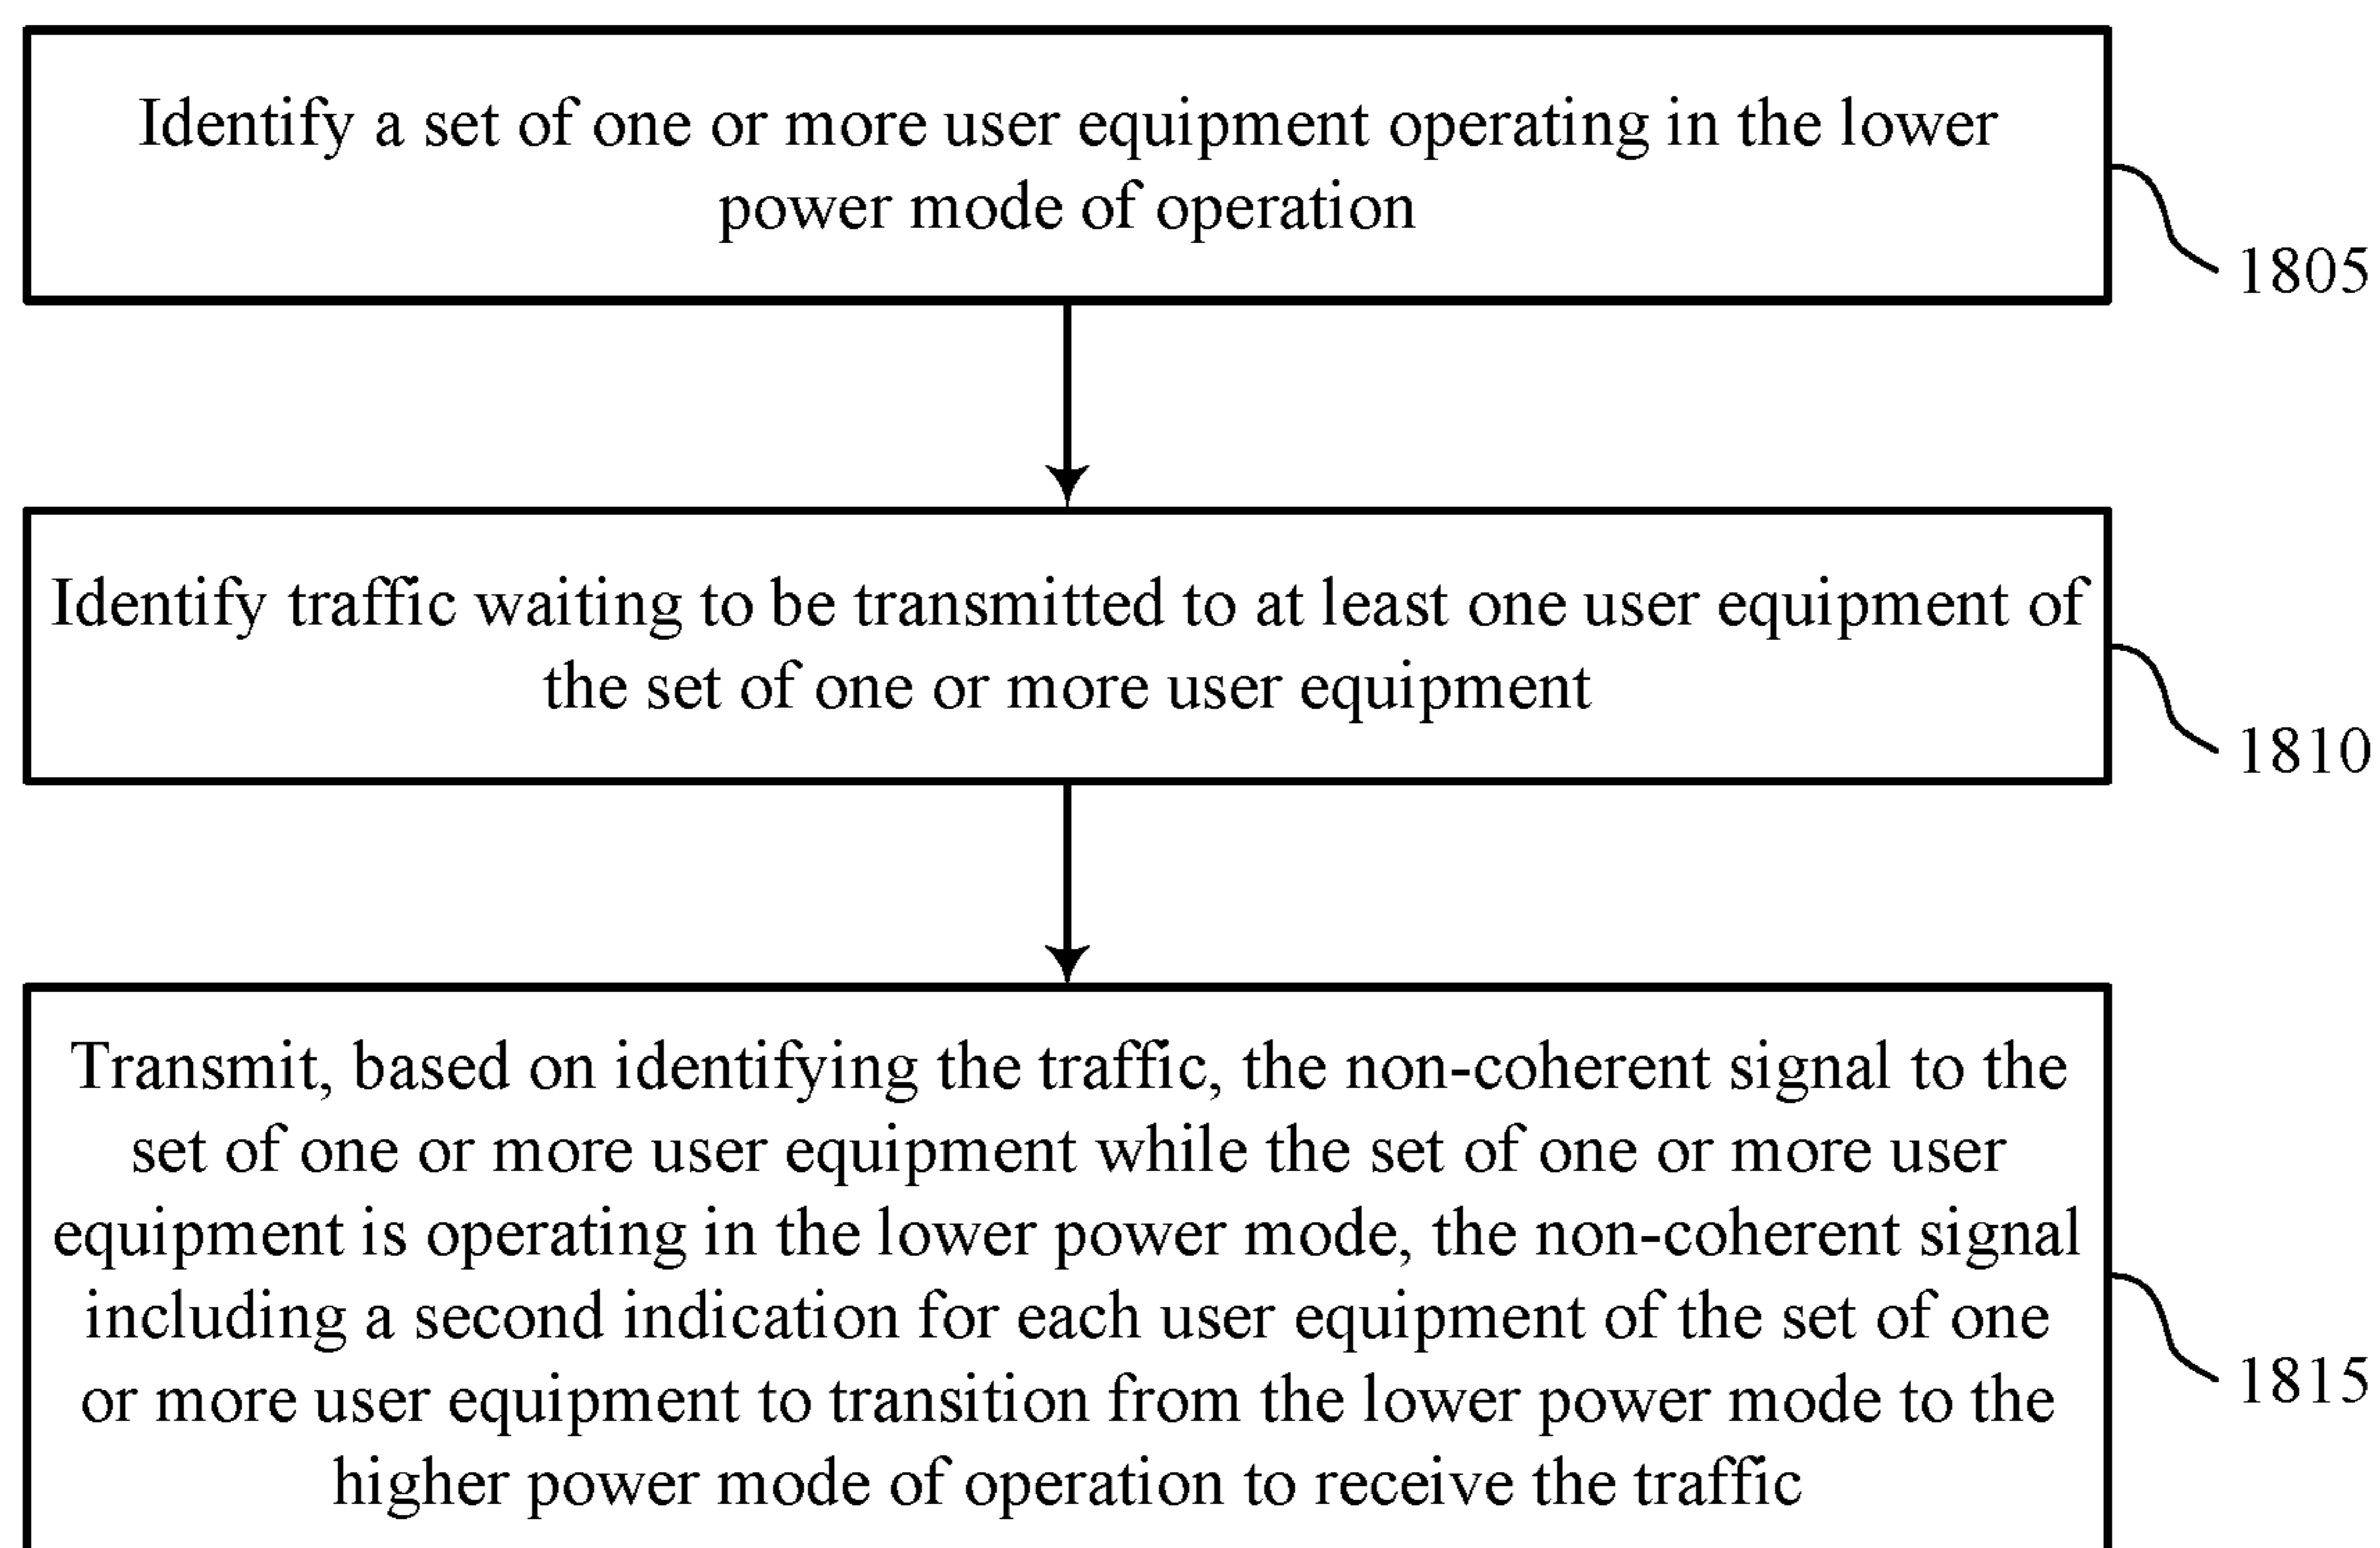 Identify a set of one or more user equipment operating in the lower
power mode of operation
1805
Identify traffic waiting to be transmitted to at least one user equipment of
the set of one or more user equipment
1810
Transmit, based on identifying the traffic, the non-coherent signal to the
set of one or more user equipment while the set of one or more user
equipment is operating in the lower power mode, the non-coherent signal
including a second indication for each user equipment of the set of one
or more user equipment to transition from the lower power mode to the
higher power mode of operation to receive the traffic
1815